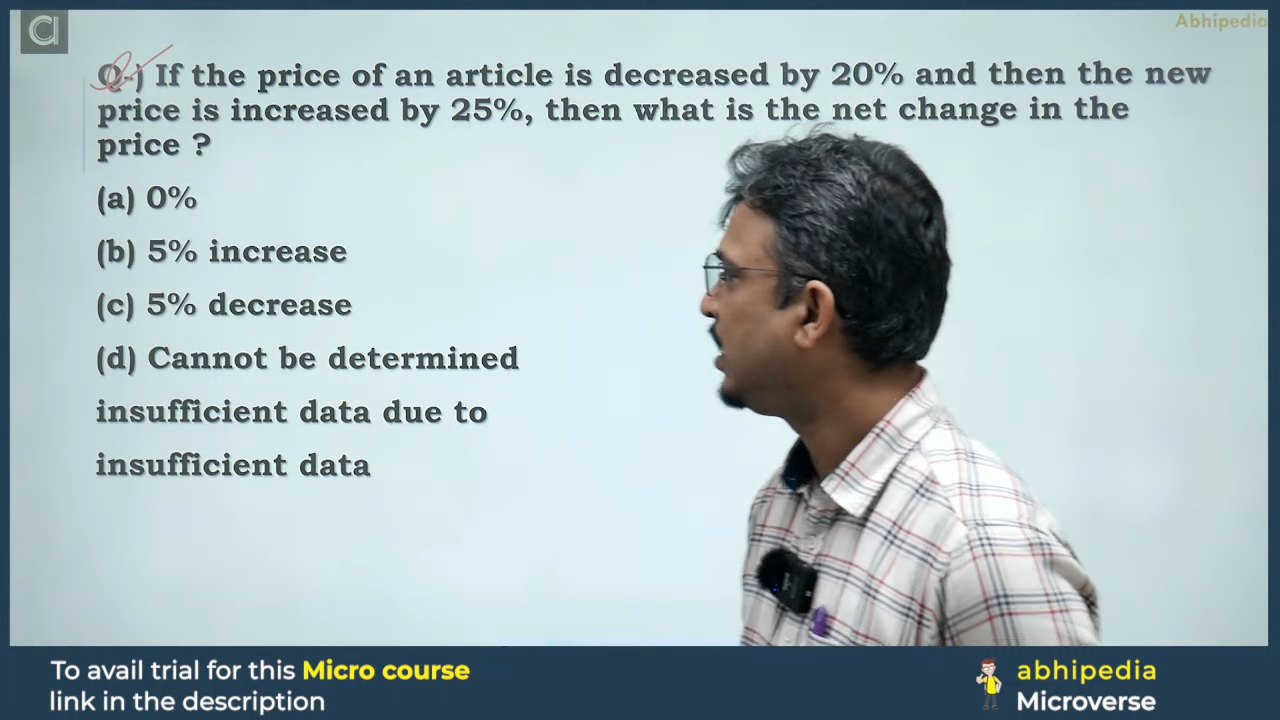 Abhipedia
Q.) If the price of an article is decreased by 20% and then the new
price is increased by 25%, then what is the net change in the
price ?
(a) 0%
(b) 5% increase
(c) 5% decrease
(d) Cannot be determined
insufficient data due to
insufficient data
To avail trial for this Micro course
link in the description
abhipedia
Microverse